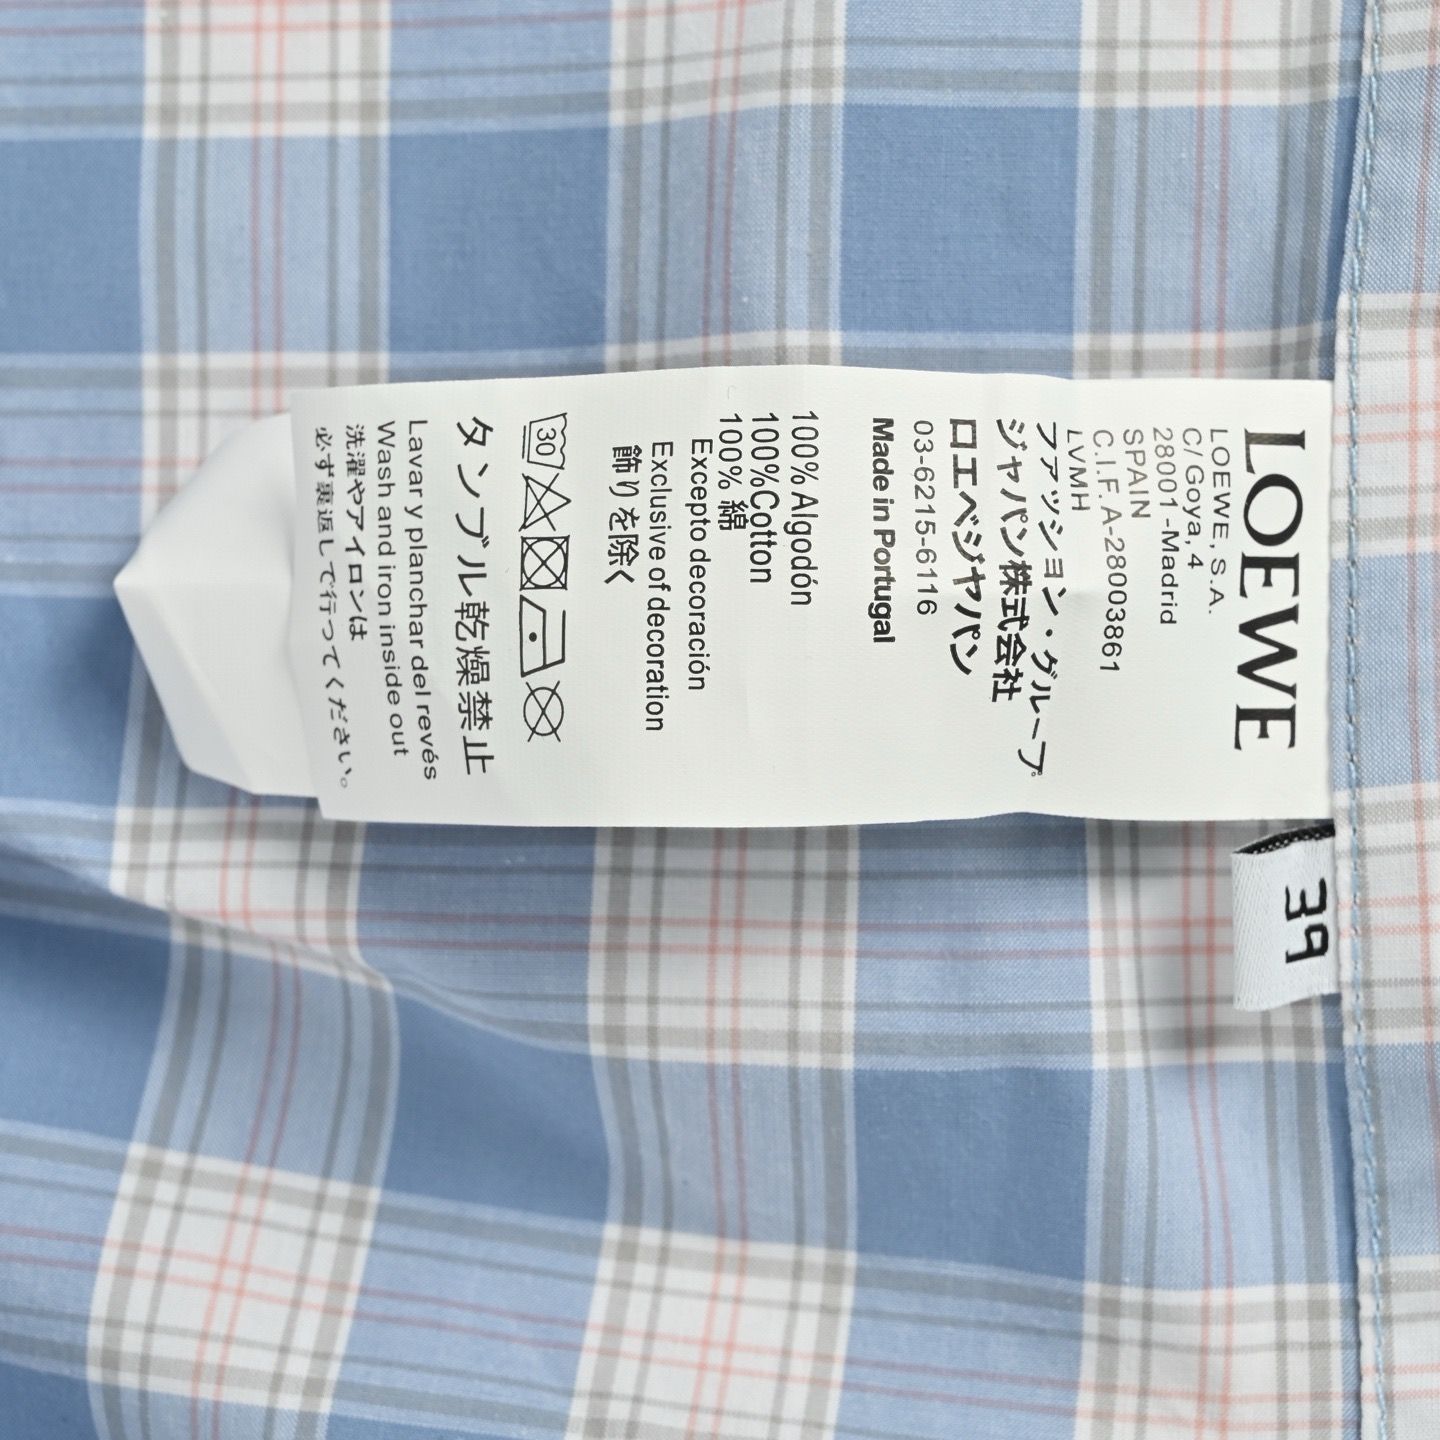 LOEWE
LOEWE, S.A.
C/Goya, 4
28001 -Madrid
SPAIN
C.I.F. A-28003861
LVMH
ファッション・グループ
ジャパン株式会社
ロエベジャパン
03-6215-6116
Made in Portugal
100% Algodón
100%Cotton
100% 綿
Excepto decoración
Exclusive of decoration
飾りを除く
30
タンブル乾燥禁止
Lavar y planchar del revés
Wash and iron inside out
洗濯やアイロンは
必ず裏返しで行ってください。
39